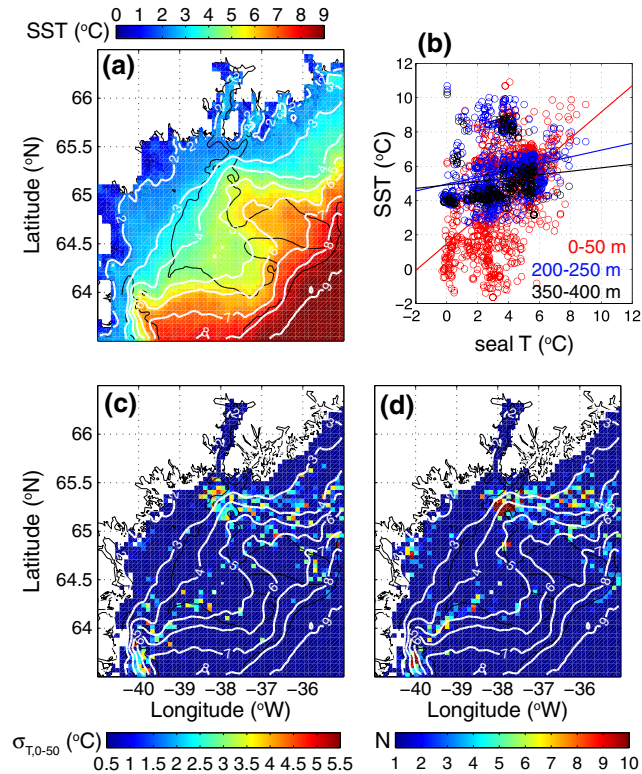 SST (°C) 0 1 2 3 4 5 6 7 8 9
(a)
66
65.5
65
64.5
64
Latitude (°N)
(b)
12
10
8
6
4
2
0
−2
SST (°C)
0-50 m
200-250 m
350-400 m
−2 0 2 4 6 8 10 12
seal T (°C)
(c)
66
65.5
65
64.5
64
Latitude (°N)
−40 −39 −38 −37 −36
Longitude (°W)
(d)
−40 −39 −38 −37 −36
Longitude (°W)
σT,0-50 (°C)
0.5 1 1.5 2 2.5 3 3.5 4 4.5 5 5.5
N
1 2 3 4 5 6 7 8 9 10